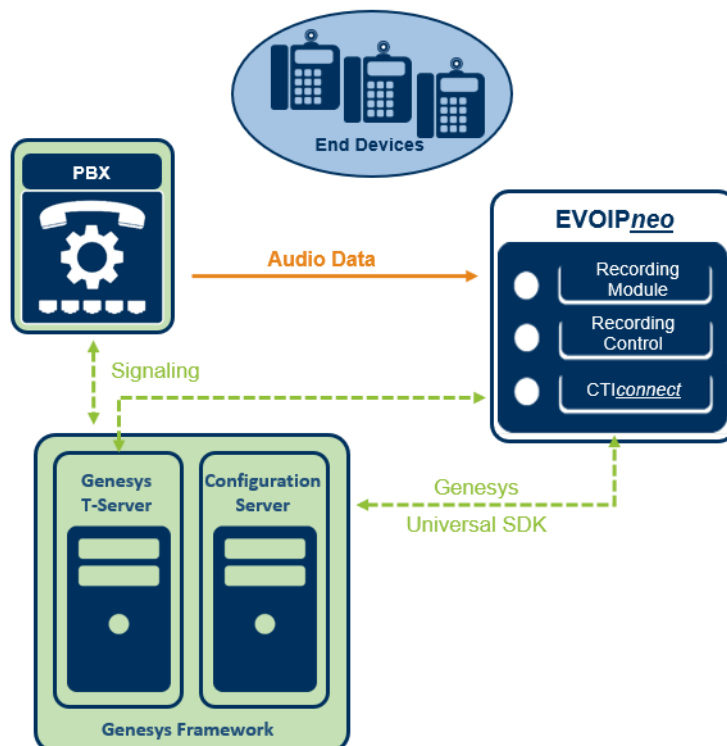 End Devices
PBX
EVOIPneo
Audio Data
Recording
Module
Recording
Control
CTIconnect
Signaling
Genesys
T-Server
Configuration
Server
Genesys
Universal SDK
Genesys Framework